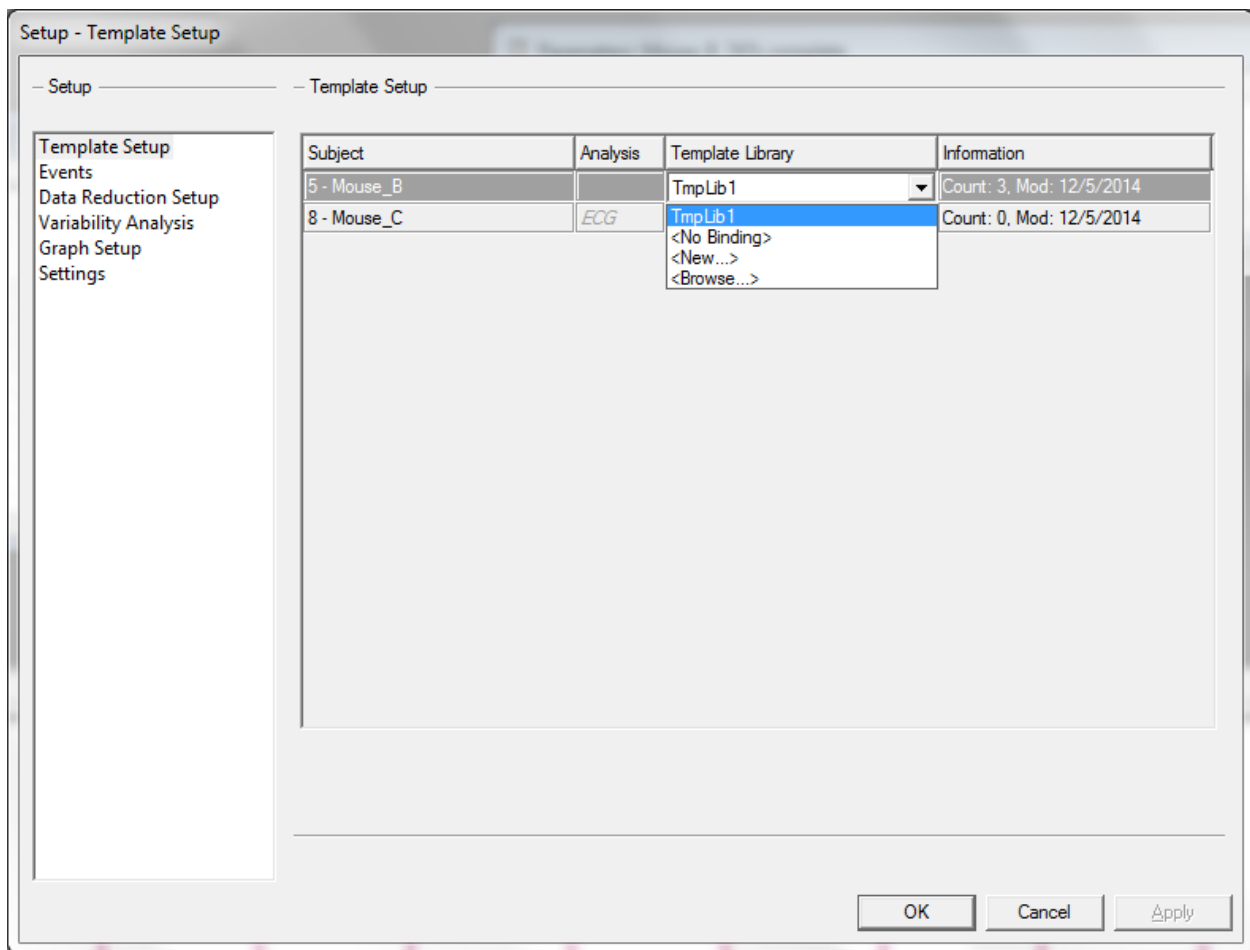 Setup - Template Setup
Setup
Template Setup
Template Setup
Events
Data Reduction Setup
Variability Analysis
Graph Setup
Settings
Subject Analysis Template Library Information
5 - Mouse_B TmpLib1 Count: 3, Mod: 12/5/2014
8 - Mouse_C ECG Count: 0, Mod: 12/5/2014
TmpLib1
<No Binding>
<New...>
<Browse...>
OK Cancel Apply